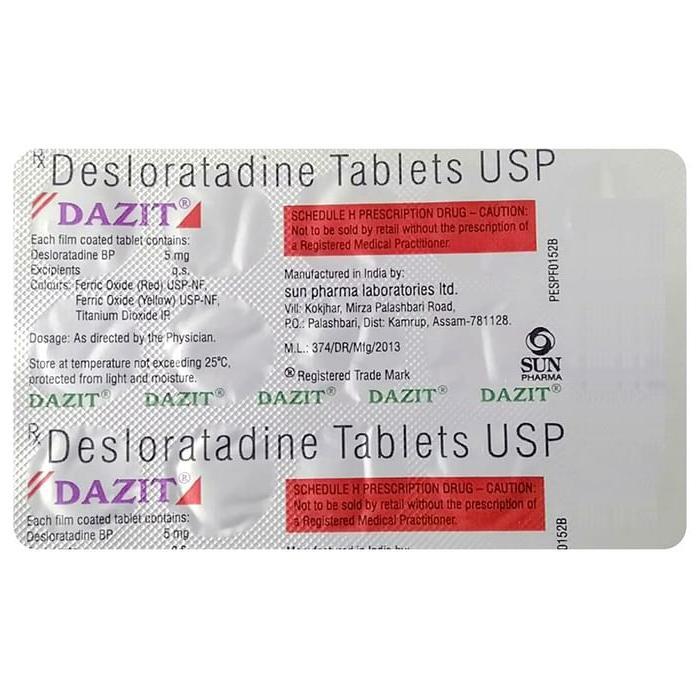 Rx Desloratadine Tablets USP
DAZIT®
Each film coated tablet contains:
Desloratadine BP 5 mg
Excipients q.s.
Colours: Ferric Oxide (Red) USP-NF,
Ferric Oxide (Yellow) USP-NF,
Titanium Dioxide IP.
Dosage: As directed by the Physician.
Store at temperature not exceeding 25°C,
protected from light and moisture.
SCHEDULE H PRESCRIPTION DRUG – CAUTION:
Not to be sold by retail without the prescription of
a Registered Medical Practitioner.
Manufactured in India by:
sun pharma laboratories ltd.
Vill: Kokjhar, Mirza Palashbari Road,
P.O.: Palashbari, Dist: Kamrup, Assam-781128.
M.L.: 374/DR/Mfg/2013
® Registered Trade Mark
PESPF0152B
SUN
PHARMA
DAZIT® DAZIT® DAZIT® DAZIT® DAZIT®
Rx Desloratadine Tablets USP
DAZIT®
Each film coated tablet contains:
Desloratadine BP 5 mg
q.s.
SCHEDULE H PRESCRIPTION DRUG – CAUTION:
Not to be sold by retail without the prescription of
a Registered Medical Practitioner.
Manufactured in India by:
0152B